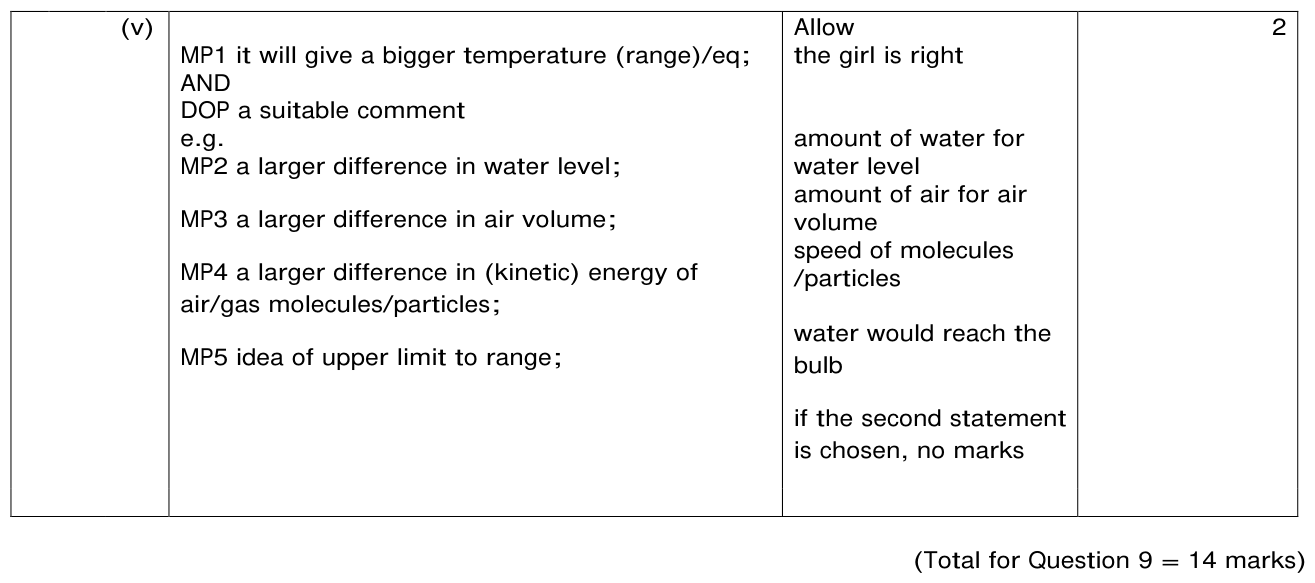 (v)
MP1 it will give a bigger temperature (range)/eq;
AND
DOP a suitable comment
e.g.
MP2 a larger difference in water level;
MP3 a larger difference in air volume;
MP4 a larger difference in (kinetic) energy of
air/gas molecules/particles;
MP5 idea of upper limit to range;
Allow
the girl is right
amount of water for
water level
amount of air for air
volume
speed of molecules
/particles
water would reach the
bulb
if the second statement
is chosen, no marks
2
(Total for Question 9 = 14 marks)